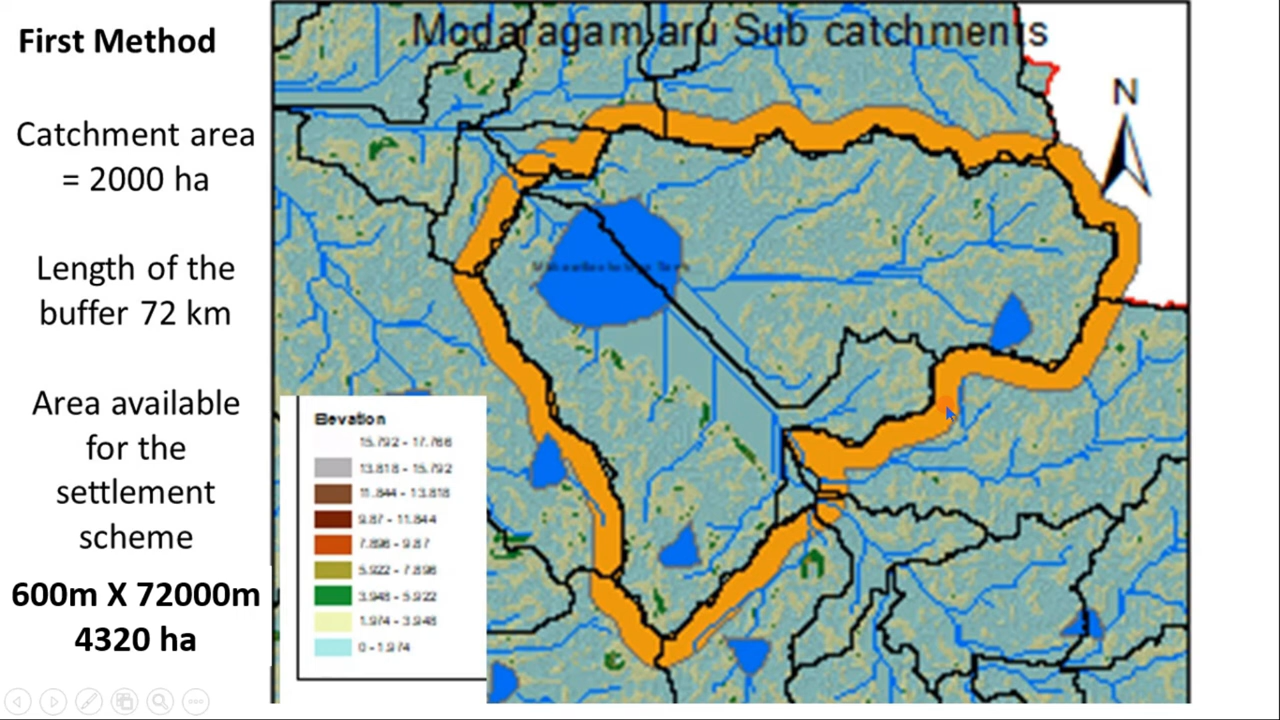 First Method
Catchment area
= 2000 ha
Length of the
buffer 72 km
Area available
for the
settlement
scheme
600m X 72000m
4320 ha
Modaragam aru Sub catchments
N
Elevation
15.792 - 17.766
13.818 - 15.792
11.844 - 13.818
9.87 - 11.844
7.896 - 9.87
5.922 - 7.896
3.948 - 5.922
1.974 - 3.948
0 - 1.974